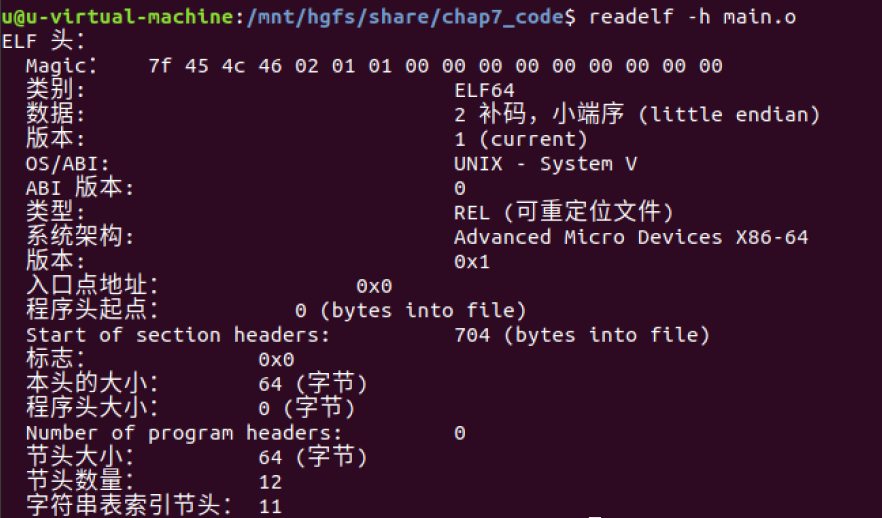 u@u-virtual-machine:/mnt/hgfs/share/chap7_code$ readelf -h main.o
ELF 头：
Magic：  7f 45 4c 46 02 01 01 00 00 00 00 00 00 00 00 00
类别:  ELF64
数据:  2 补码，小端序 (little endian)
版本:  1 (current)
OS/ABI:  UNIX - System V
ABI 版本:  0
类型:  REL (可重定位文件)
系统架构:  Advanced Micro Devices X86-64
版本:  0x1
入口点地址：  0x0
程序头起点：  0 (bytes into file)
Start of section headers:  704 (bytes into file)
标志：  0x0
本头的大小：  64 (字节)
程序头大小：  0 (字节)
Number of program headers:  0
节头大小：  64 (字节)
节头数量：  12
字符串表索引节头：  11